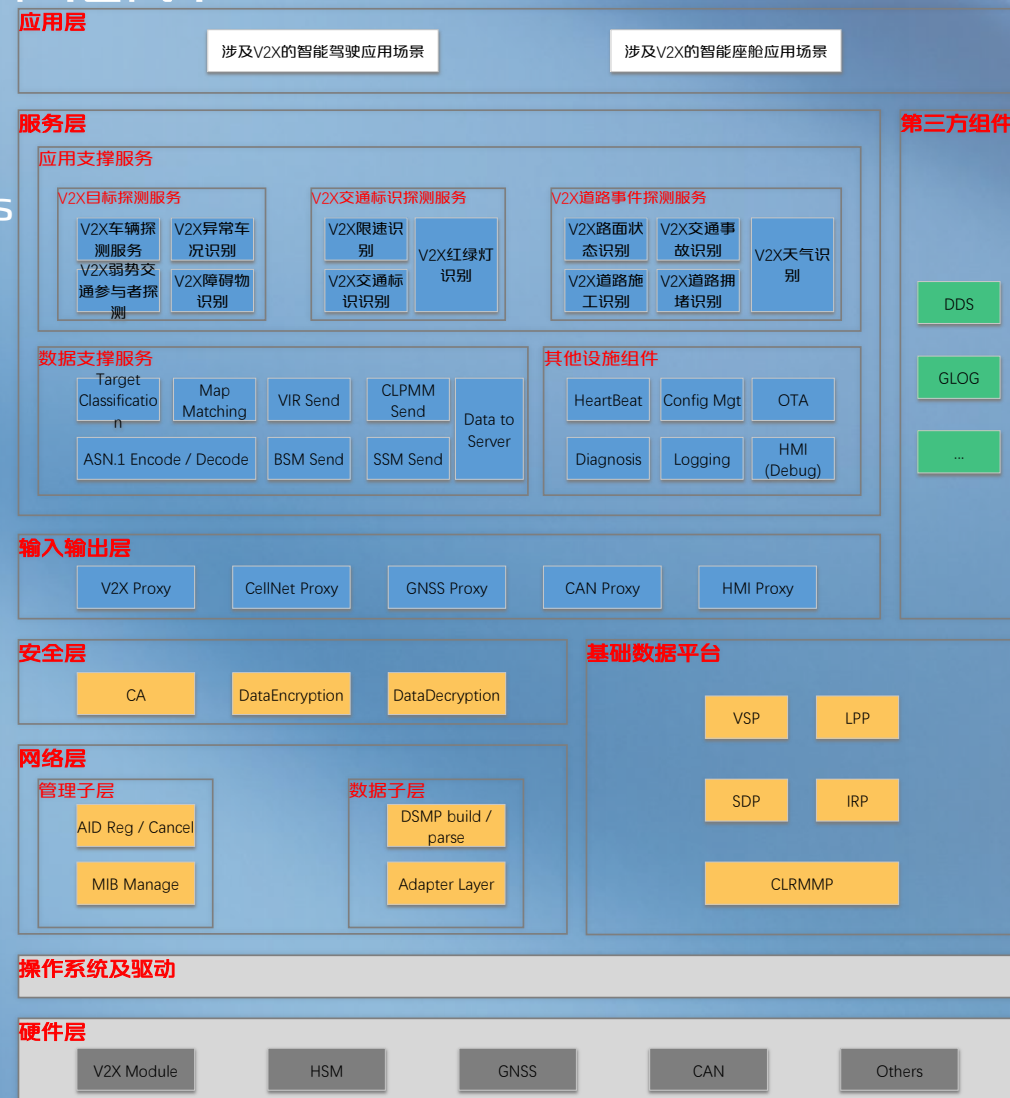 应用层
涉及V2X的智能驾驶应用场景
涉及V2X的智能座舱应用场景
服务层
应用支撑服务
V2X目标探测服务
V2X车辆探
测服务
V2X异常车
况识别
V2X弱势交
通参与者探
测
V2X障碍物
识别
V2X交通标识探测服务
V2X限速识
别
V2X交通标
识识别
V2X红绿灯
识别
V2X道路事件探测服务
V2X路面状
态识别
V2X交通事
故识别
V2X道路施
工识别
V2X道路拥
堵识别
V2X天气识
别
数据支撑服务
Target
Classificatio
n
Map
Matching
VIR Send
CLPMM
Send
ASN.1 Encode / Decode
BSM Send
SSM Send
Data to
Server
其他设施组件
HeartBeat
Config Mgt
OTA
Diagnosis
Logging
HMI
(Debug)
第三方组件
DDS
GLOG
...
输入输出层
V2X Proxy
CellNet Proxy
GNSS Proxy
CAN Proxy
HMI Proxy
安全层
CA
DataEncryption
DataDecryption
网络层
管理子层
AID Reg / Cancel
MIB Manage
数据子层
DSMP build /
parse
Adapter Layer
基础数据平台
VSP
LPP
SDP
IRP
CLRMMP
操作系统及驱动
硬件层
V2X Module
HSM
GNSS
CAN
Others